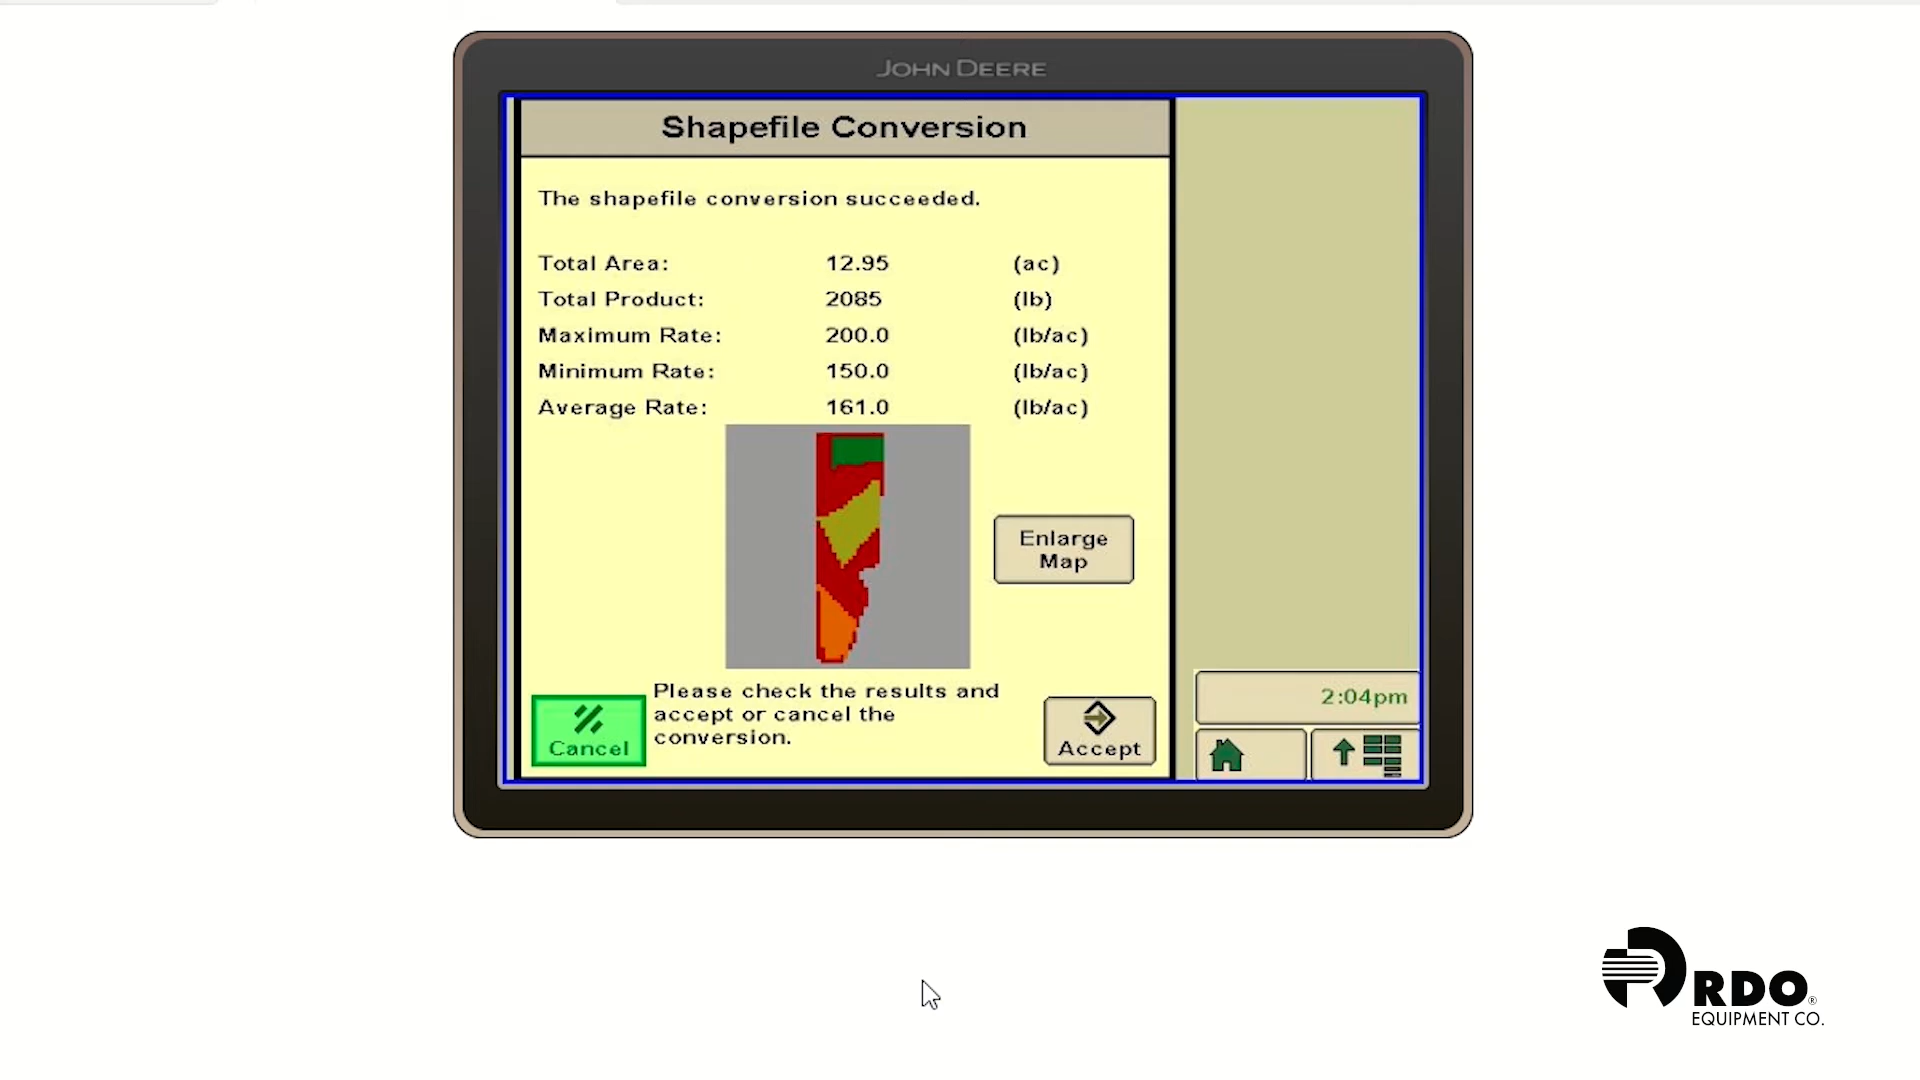 JOHN DEERE
Shapefile Conversion
The shapefile conversion succeeded.
Total Area: 12.95 (ac)
Total Product: 2085 (lb)
Maximum Rate: 200.0 (lb/ac)
Minimum Rate: 150.0 (lb/ac)
Average Rate: 161.0 (lb/ac)
Enlarge
Map
Please check the results and
accept or cancel the
conversion.
Cancel
Accept
2:04pm
RDO®
EQUIPMENT CO.